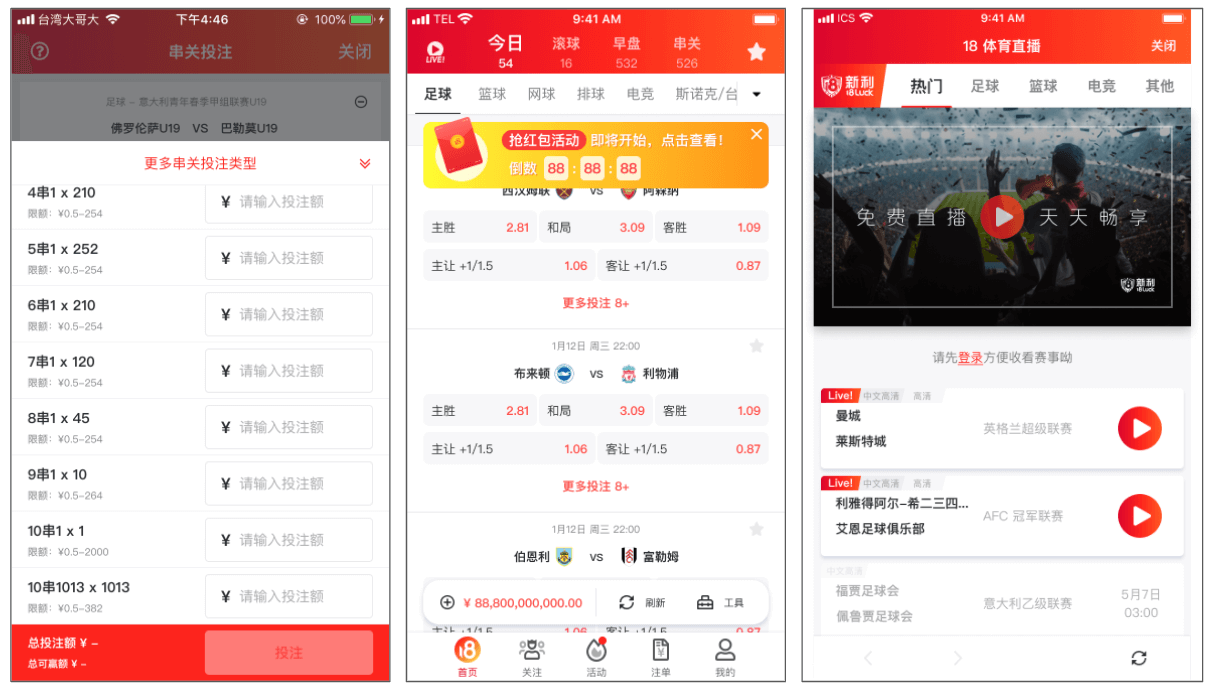 台湾大哥大
下午4:46
100%
串关投注
关闭
足球 – 意大利青年春季甲组联赛U19
佛罗伦萨U19 VS 巴勒莫U19
更多串关投注类型
4串1 x 210
限额：¥0.5-254
¥ 请输入投注额
5串1 x 252
限额：¥0.5-254
¥ 请输入投注额
6串1 x 210
限额：¥0.5-254
¥ 请输入投注额
7串1 x 120
限额：¥0.5-254
¥ 请输入投注额
8串1 x 45
限额：¥0.5-254
¥ 请输入投注额
9串1 x 10
限额：¥0.5-264
¥ 请输入投注额
10串1 x 1
限额：¥0.5-2000
¥ 请输入投注额
10串1013 x 1013
限额：¥0.5-382
¥ 请输入投注额
总投注额 ¥ –
总可赢额 ¥ –
投注
TEL
9:41 AM
LIVE!
今日 滚球 早盘 串关
54 16 532 526
足球 篮球 网球 排球 电竞 斯诺克/台
抢红包活动 即将开始，点击查看！
倒数 88 : 88 : 88
西汉姆联 VS 阿森纳
主胜 2.81 和局 3.09 客胜 1.09
主让 +1/1.5 1.06 客让 +1/1.5 0.87
更多投注 8+
1月12日 周三 22:00
布来顿 VS 利物浦
主胜 2.81 和局 3.09 客胜 1.09
主让 +1/1.5 1.06 客让 +1/1.5 0.87
更多投注 8+
1月12日 周三 22:00
伯恩利 VS 富勒姆
¥ 88,800,000,000.00 刷新 工具
主让 +1/1.5 1.06 客让 +1/1.5 0.87
首页 关注 活动 注单 我的
ICS
9:41 AM
18 体育直播
关闭
新利
18LUCK
热门 足球 篮球 电竞 其他
免费直播 天天畅享
新利
18LUCK
请先登录方便收看赛事呦
Live! 中文高清 高清
曼城
莱斯特城
英格兰超级联赛
Live! 中文高清 高清
利雅得阿尔-希二三四...
艾恩足球俱乐部
AFC 冠军联赛
中文高清
福贾足球会
佩鲁贾足球会
意大利乙级联赛
5月7日
03:00